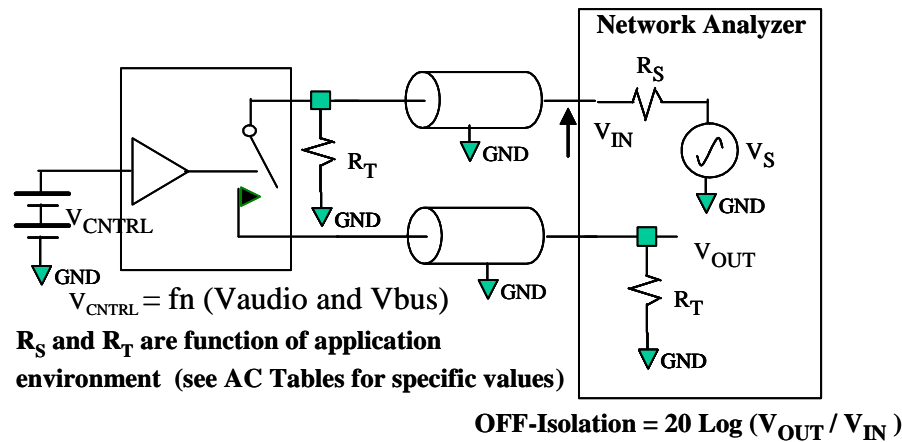 Network Analyzer
R_S
V_IN
V_S
GND
R_T
GND
GND
V_CNTRL
GND
V_OUT
R_T
GND
GND
V_CNTRL = fn (Vaudio and Vbus)
R_S and R_T are function of application
environment (see AC Tables for specific values)
OFF-Isolation = 20 Log (V_OUT / V_IN )